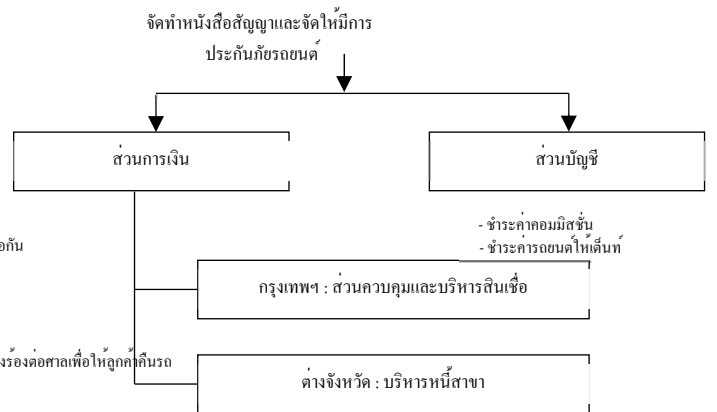 จัดทำหนังสือสัญญาและจัดให้มีการ
ประกันภัยรถยนต์
ส่วนการเงิน
ส่วนบัญชี
- ชำระค่าคอมมิสชั่น
- ชำระค่ารถยนต์ให้เต็นท์
กรุงเทพฯ : ส่วนควบคุมและบริหารสินเชื่อ
ร้องต่อศาลเพื่อให้ลูกค้าคืนรถ
ต่างจังหวัด : บริหารหนี้สาขา